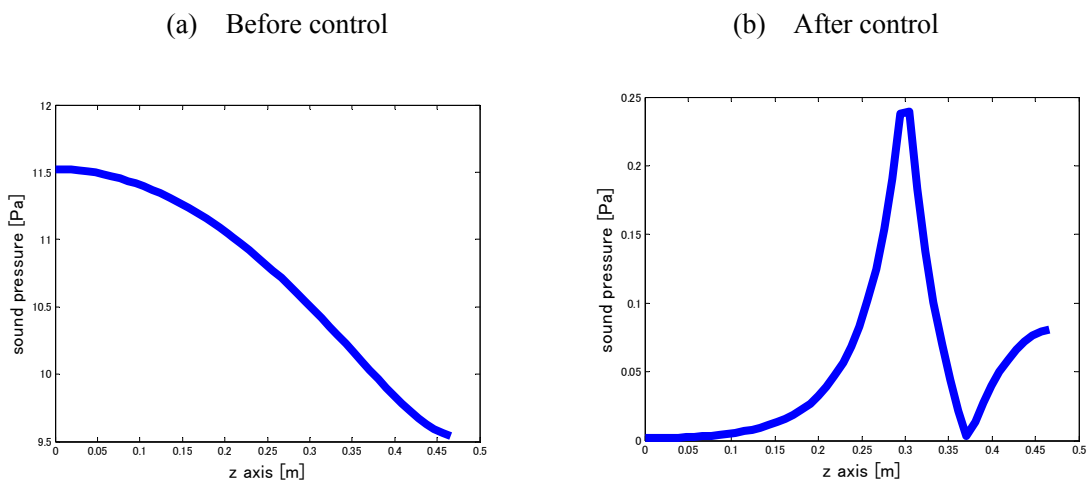 (a) Before control
(b) After control
12
11.5
11
10.5
10
9.5
sound pressure [Pa]
0 0.05 0.1 0.15 0.2 0.25 0.3 0.35 0.4 0.45 0.5
z axis [m]
0.25
0.2
0.15
0.1
0.05
0
sound pressure [Pa]
0 0.05 0.1 0.15 0.20 0.25 0.30 0.35 0.40 0.45 0.5
z axis [m]